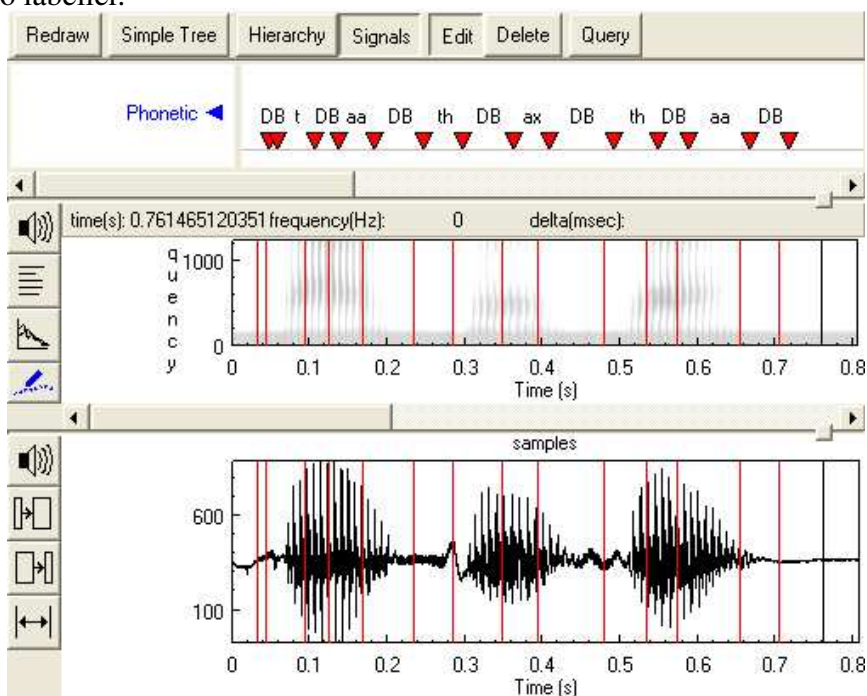 Redraw Simple Tree Hierarchy Signals Edit Delete Query
Phonetic DB t DB aa DB th DB ax DB th DB aa DB
time(s): 0.761465120351 frequency(Hz): 0 delta(msec):
quency
1000
0
0 0.1 0.2 0.3 0.4 0.5 0.6 0.7 0.8
Time (s)
samples
600
100
0 0.1 0.2 0.3 0.4 0.5 0.6 0.7 0.8
Time (s)